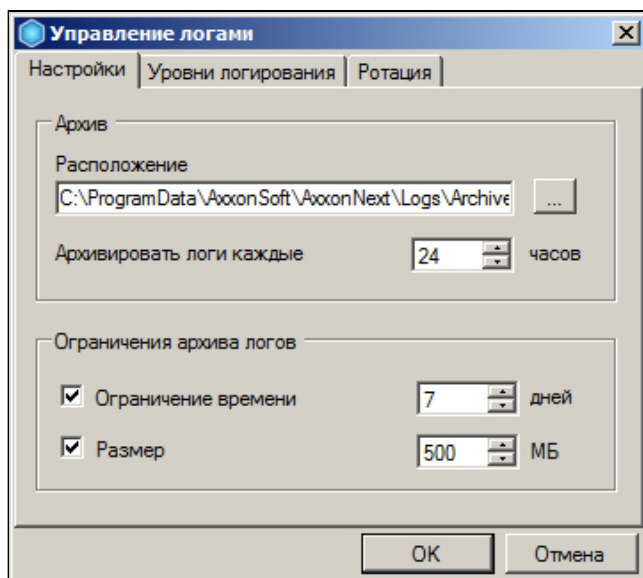 Управление логами
Настройки Уровни логирования Ротация
Архив
Расположение
C:\ProgramData\AxxonSoft\AxxonNext\Logs\Archive ...
Архивировать логи каждые 24 часов
Ограничения архива логов
Ограничение времени 7 дней
Размер 500 МБ
OK Отмена